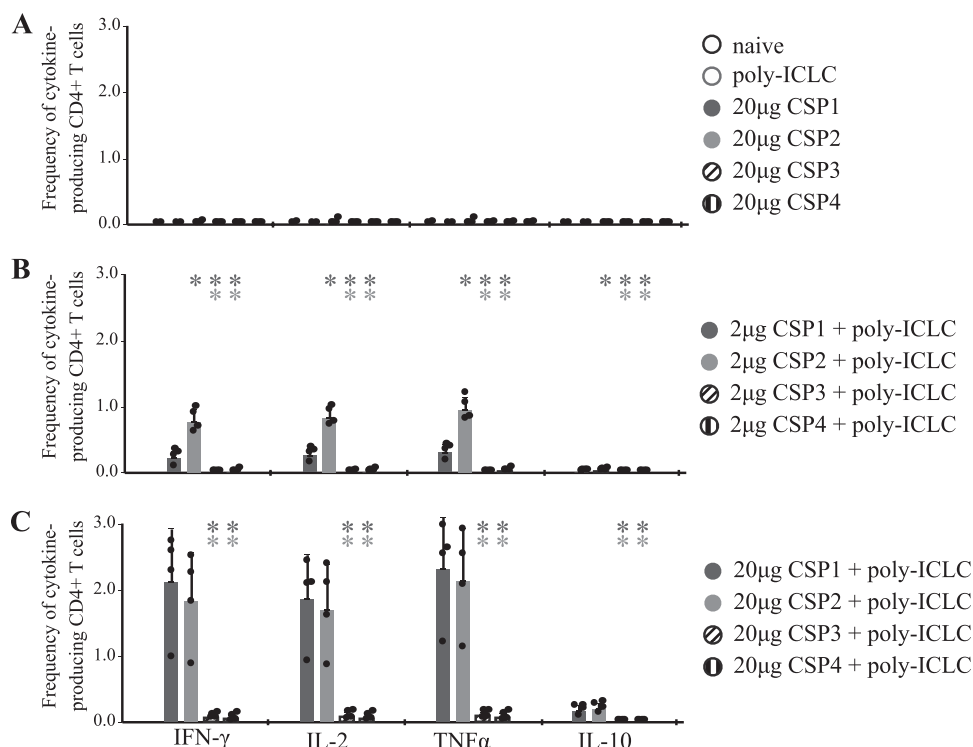 A
Frequency of cytokine-
producing CD4+ T cells
3.0
2.0
1.0
0.0
naive
poly-ICLC
20μg CSP1
20μg CSP2
20μg CSP3
20μg CSP4
B
Frequency of cytokine-
producing CD4+ T cells
3.0
2.0
1.0
0.0
* * *
* *
* * *
* *
* * *
* *
* * *
* *
2μg CSP1 + poly-ICLC
2μg CSP2 + poly-ICLC
2μg CSP3 + poly-ICLC
2μg CSP4 + poly-ICLC
C
Frequency of cytokine-
producing CD4+ T cells
3.0
2.0
1.0
0.0
* *
* *
* *
* *
* *
* *
* *
* *
20μg CSP1 + poly-ICLC
20μg CSP2 + poly-ICLC
20μg CSP3 + poly-ICLC
20μg CSP4 + poly-ICLC
IFN-γ IL-2 TNFα IL-10